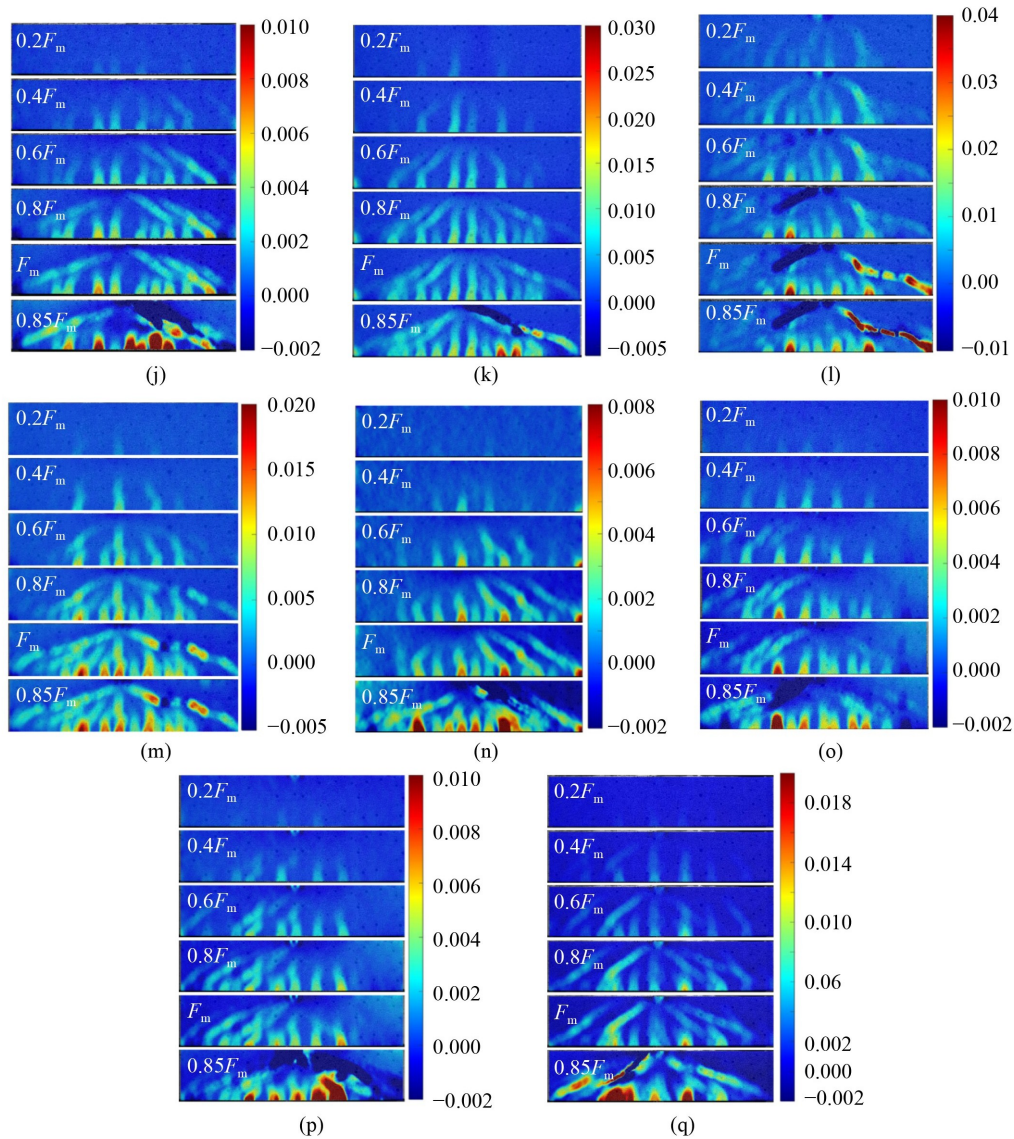 0.2Fm
0.4Fm
0.6Fm
0.8Fm
Fm
0.85Fm
0.010
0.008
0.006
0.004
0.002
0.000
−0.002
(j)
0.2Fm
0.4Fm
0.6Fm
0.8Fm
Fm
0.85Fm
0.030
0.025
0.020
0.015
0.010
0.005
0.000
−0.005
(k)
0.2Fm
0.4Fm
0.6Fm
0.8Fm
Fm
0.85Fm
0.04
0.03
0.02
0.01
0.00
−0.01
(l)
0.2Fm
0.4Fm
0.6Fm
0.8Fm
Fm
0.85Fm
0.020
0.015
0.010
0.005
0.000
−0.005
(m)
0.2Fm
0.4Fm
0.6Fm
0.8Fm
Fm
0.85Fm
0.008
0.006
0.004
0.002
0.000
−0.002
(n)
0.2Fm
0.4Fm
0.6Fm
0.8Fm
Fm
0.85Fm
0.010
0.008
0.006
0.004
0.002
0.000
−0.002
(o)
0.2Fm
0.4Fm
0.6Fm
0.8Fm
Fm
0.85Fm
0.010
0.008
0.006
0.004
0.002
0.000
−0.002
(p)
0.2Fm
0.4Fm
0.6Fm
0.8Fm
Fm
0.85Fm
0.018
0.014
0.010
0.06
0.002
0.000
−0.002
(q)